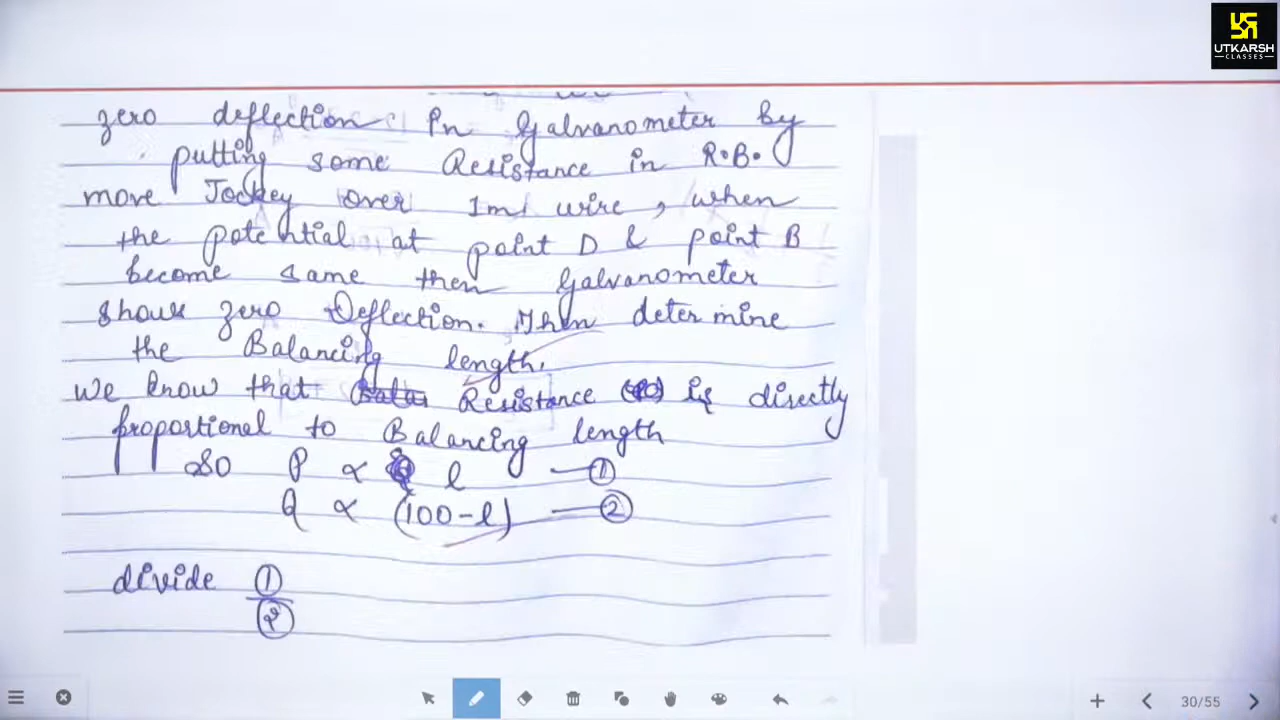 UTKARSH
CLASSES
zero deflection in Galvanometer by
putting some Resistance in R.B.
move Jockey over 1m wire, when
the potential at point D & point B
become same then Galvanometer
shows zero Deflection. Then determine
the Balancing length.
we know that Resistance is directly
proportional to Balancing length
So P ∝ l — ①
Q ∝ (100-l) — ②
divide ①
②
30/55